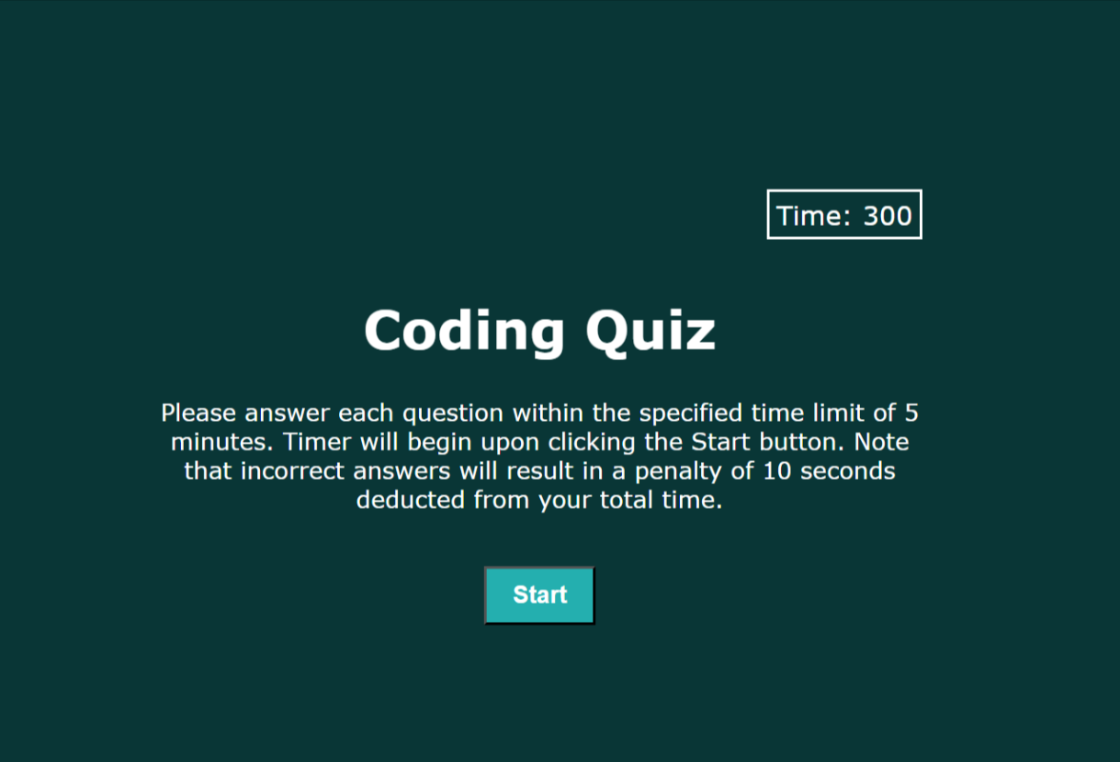 Time: 300
Coding Quiz
Please answer each question within the specified time limit of 5
minutes. Timer will begin upon clicking the Start button. Note
that incorrect answers will result in a penalty of 10 seconds
deducted from your total time.
Start